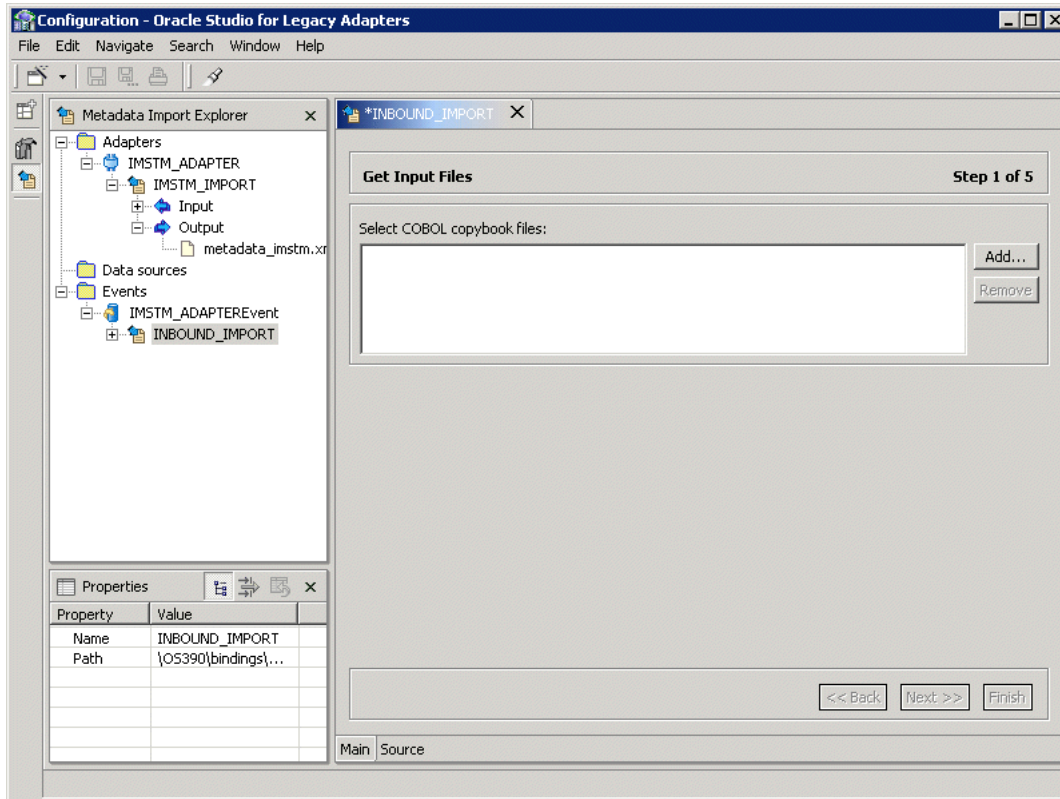 Configuration - Oracle Studio for Legacy Adapters
File Edit Navigate Search Window Help
Metadata Import Explorer
Adapters
IMSTM_ADAPTER
IMSTM_IMPORT
Input
Output
metadata_imstm.xr
Data sources
Events
IMSTM_ADAPTEREvent
INBOUND_IMPORT
*INBOUND_IMPORT
Get Input Files Step 1 of 5
Select COBOL copybook files:
Add...
Remove
Properties
Property Value
Name INBOUND_IMPORT
Path \OS390\bindings\...
<< Back Next >> Finish
Main Source